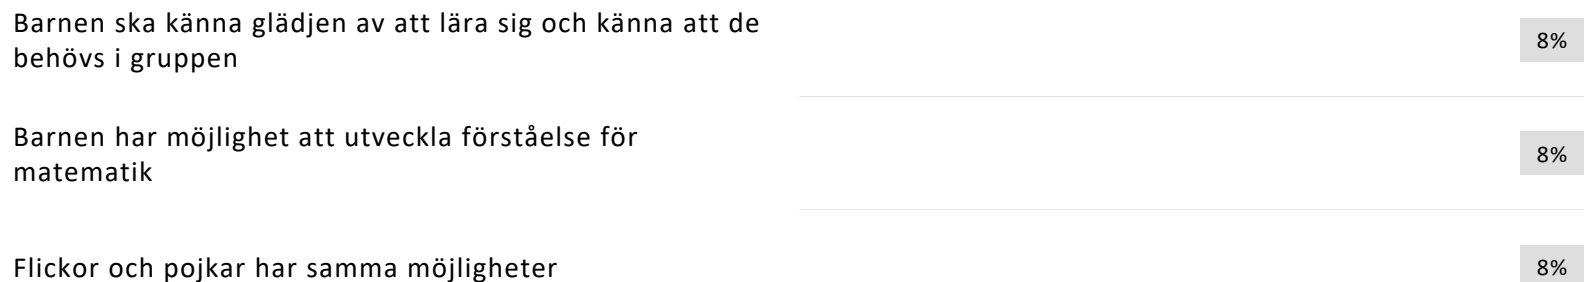 Barnen ska känna glädjen av att lära sig och känna att de
behövs i gruppen
8%
Barnen har möjlighet att utveckla förståelse för
matematik
8%
Flickor och pojkar har samma möjligheter
8%